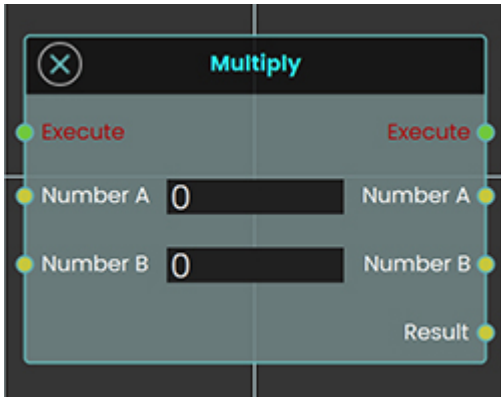 Multiply
Execute Execute
Number A 0 Number A
Number B 0 Number B
Result